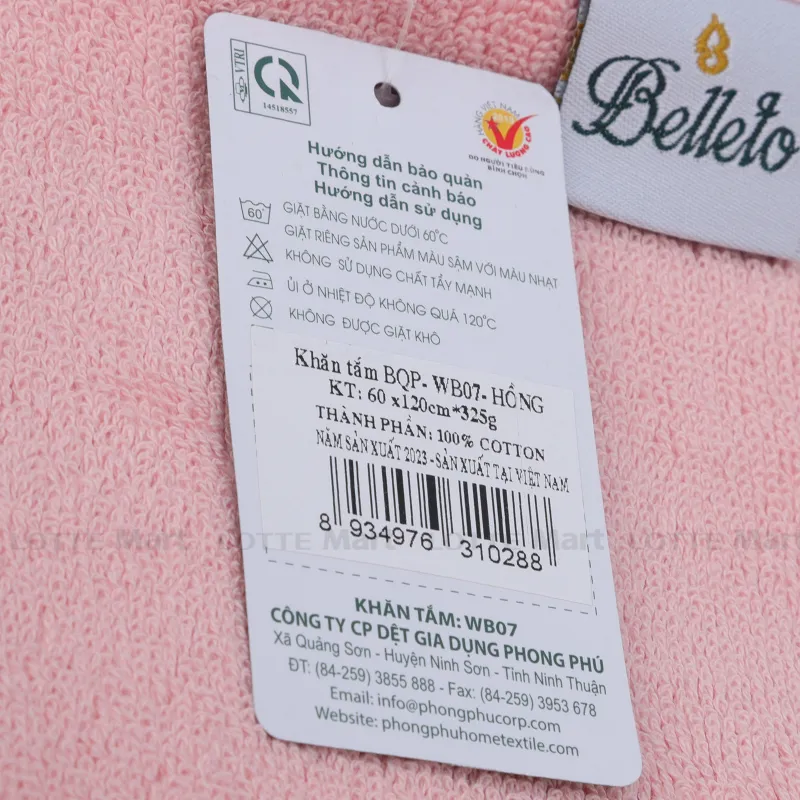 VTRI
14518557
HÀNG VIỆT NAM
CHẤT LƯỢNG CAO
DO NGƯỜI TIÊU DÙNG
BÌNH CHỌN
Belleto
Hướng dẫn bảo quản
Thông tin cảnh báo
Hướng dẫn sử dụng
60°
GIẶT BẰNG NƯỚC DƯỚI 60°C
GIẶT RIÊNG SẢN PHẨM MÀU SẬM VỚI MÀU NHẠT
KHÔNG SỬ DỤNG CHẤT TẨY MẠNH
ỦI Ở NHIỆT ĐỘ KHÔNG QUÁ 120°C
KHÔNG ĐƯỢC GIẶT KHÔ
Khăn tắm BQP- WB07- HỒNG
KT: 60 x120cm*325g
THÀNH PHẦN: 100% COTTON
NĂM SẢN XUẤT 2023 - SẢN XUẤT TẠI VIỆT NAM
8 934976 310288
LOTTE Mart LOTTE Mart LOTTE Mart LOTTE Mart
KHĂN TẮM: WB07
CÔNG TY CP DỆT GIA DỤNG PHONG PHÚ
Xã Quảng Sơn - Huyện Ninh Sơn - Tỉnh Ninh Thuận
ĐT: (84-259) 3855 888 - Fax: (84-259) 3953 678
Email: info@phongphucorp.com
Website: phongphuhometextile.com